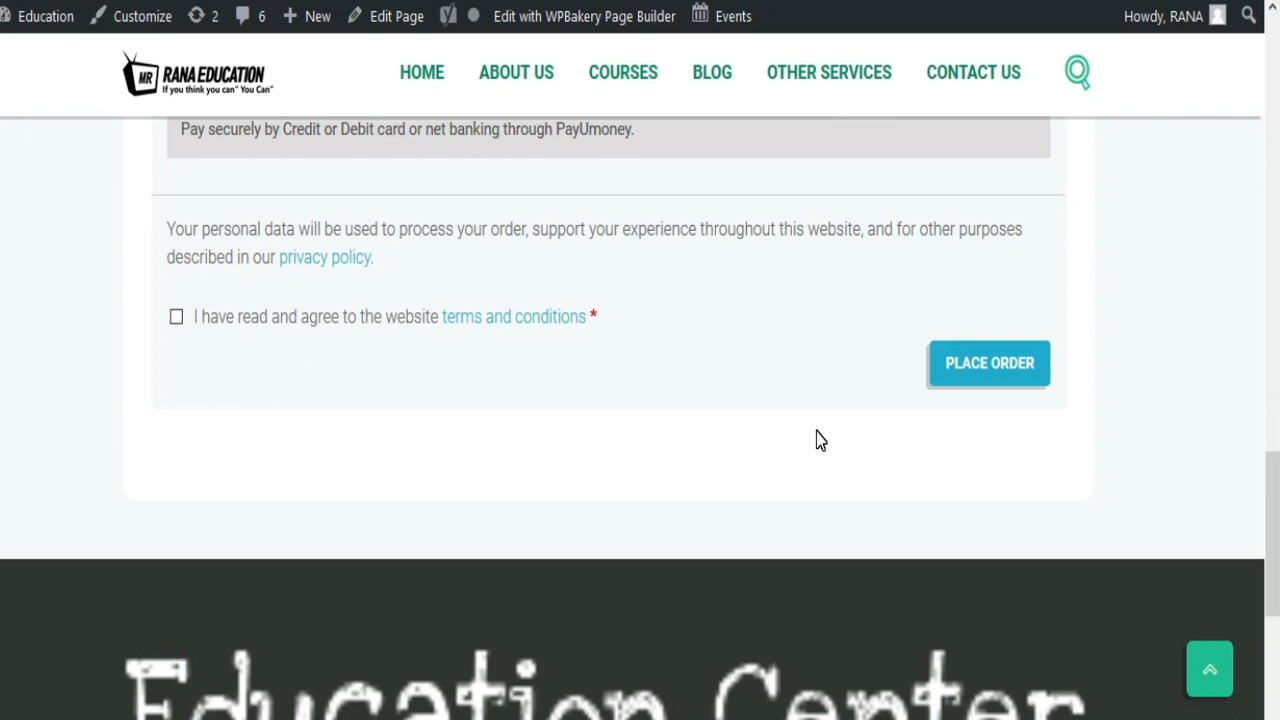 Education Customize 2 6 New Edit Page Edit with WPBakery Page Builder Events Howdy, RANA
MR RANA EDUCATION
If you think you can" You Can"
HOME ABOUT US COURSES BLOG OTHER SERVICES CONTACT US
Pay securely by Credit or Debit card or net banking through PayUmoney.
Your personal data will be used to process your order, support your experience throughout this website, and for other purposes
described in our privacy policy.
I have read and agree to the website terms and conditions *
PLACE ORDER
Education Center